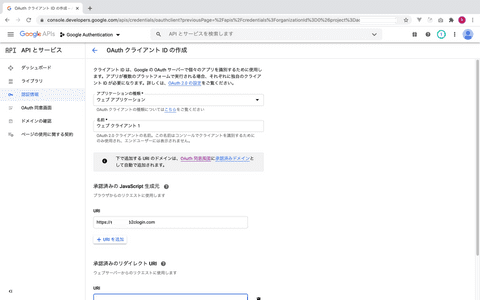 OAuth クライアント ID の作成 -
console.developers.google.com/apis/credentials/oauthclient?previousPage=%2Fapis%2Fcredentials%3ForganizationId%3D0%26project%3Da
Google APIs
Google Authentication
API とサービスを検索します
API とサービス
OAuth クライアント ID の作成
ダッシュボード
ライブラリ
認証情報
OAuth 同意画面
ドメインの確認
ページの使用に関する契約
クライアント ID は、Google の OAuth サーバーで個々のアプリを識別するために使用し
ます。アプリが複数のプラットフォームで実行される場合、それぞれに独自のクライア
ント ID が必要になります。詳しくは、OAuth 2.0 の設定をご覧ください。
アプリケーションの種類 *
ウェブ アプリケーション
OAuth クライアントの種類についてはこちらをご覧ください
名前 *
ウェブ クライアント 1
OAuth 2.0 クライアントの名前。この名前はコンソールでクライアントを識別するために
のみ使用され、エンドユーザーには表示されません。
下で追加する URI のドメインは、OAuth 同意画面に承認済みドメインと
して自動で追加されます。
承認済みの JavaScript 生成元
ブラウザからのリクエストに使用します
URI
https://t b2clogin.com
+ URI を追加
承認済みのリダイレクト URI
ウェブサーバーからのリクエストに使用します
URI